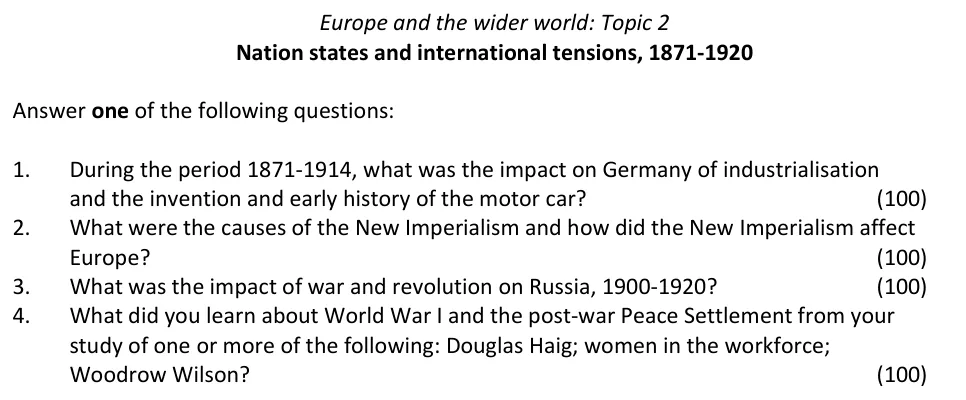 Europe and the wider world: Topic 2
Nation states and international tensions, 1871-1920
Answer one of the following questions:
1. During the period 1871-1914, what was the impact on Germany of industrialisation
and the invention and early history of the motor car? (100)
2. What were the causes of the New Imperialism and how did the New Imperialism affect
Europe? (100)
3. What was the impact of war and revolution on Russia, 1900-1920? (100)
4. What did you learn about World War I and the post-war Peace Settlement from your
study of one or more of the following: Douglas Haig; women in the workforce;
Woodrow Wilson? (100)